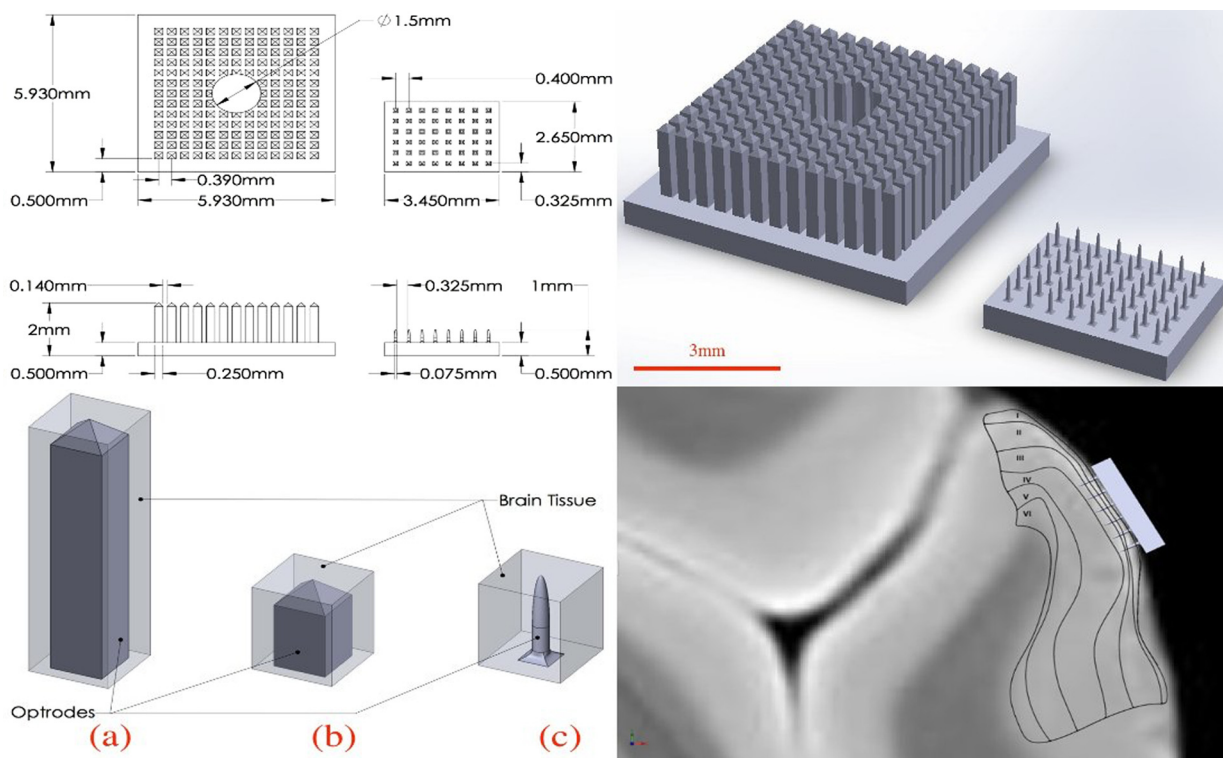 Ø 1.5mm
5.930mm
0.400mm
2.650mm
0.390mm
0.500mm
5.930mm
3.450mm
0.325mm
0.140mm
0.325mm
1mm
2mm
0.500mm
0.250mm
0.075mm
0.500mm
3mm
I
II
III
IV
V
VI
Brain Tissue
Optrodes
(a)
(b)
(c)